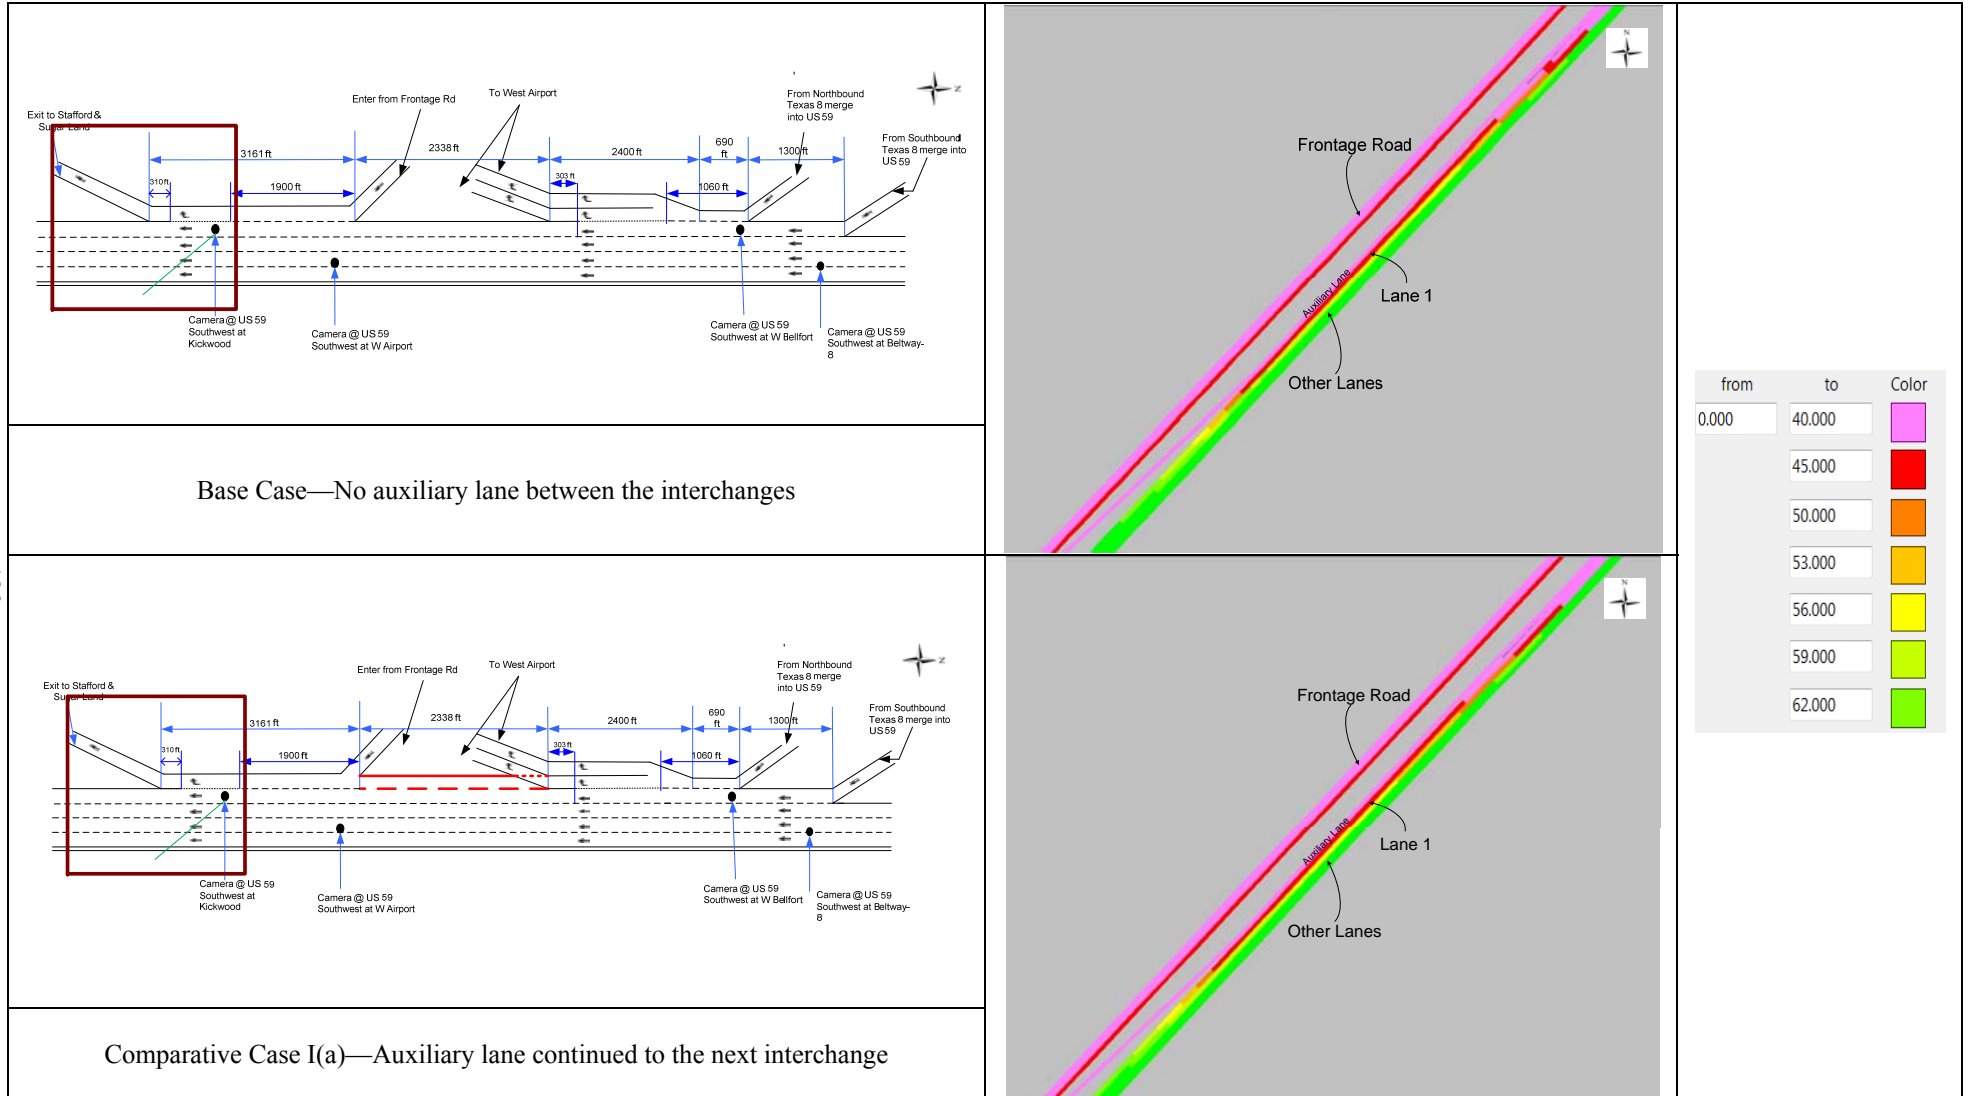 Exit to Stafford &
Sugar Land
Enter from Frontage Rd
To West Airport
From Northbound
Texas 8 merge
into US 59
From Southbound
Texas 8 merge into
US 59
Z
3161 ft
2338 ft
2400 ft
690
ft
1300 ft
310 ft
1900 ft
303 ft
1060 ft
Camera @ US 59
Southwest at
Kickwood
Camera @ US 59
Southwest at W Airport
Camera @ US 59
Southwest at W Bellfort
Camera @ US 59
Southwest at Beltway-
8
Base Case—No auxiliary lane between the interchanges
N
Frontage Road
Auxiliary Lane
Lane 1
Other Lanes
from to Color
0.000 40.000
45.000
50.000
53.000
56.000
59.000
62.000
Exit to Stafford &
Sugar Land
Enter from Frontage Rd
To West Airport
From Northbound
Texas 8 merge
into US 59
From Southbound
Texas 8 merge into
US 59
Z
3161 ft
2338 ft
2400 ft
690
ft
1300 ft
310 ft
1900 ft
303 ft
1060 ft
Camera @ US 59
Southwest at
Kickwood
Camera @ US 59
Southwest at W Airport
Camera @ US 59
Southwest at W Bellfort
Camera @ US 59
Southwest at Beltway-
8
Comparative Case I(a)—Auxiliary lane continued to the next interchange
N
Frontage Road
Auxiliary Lane
Lane 1
Other Lanes